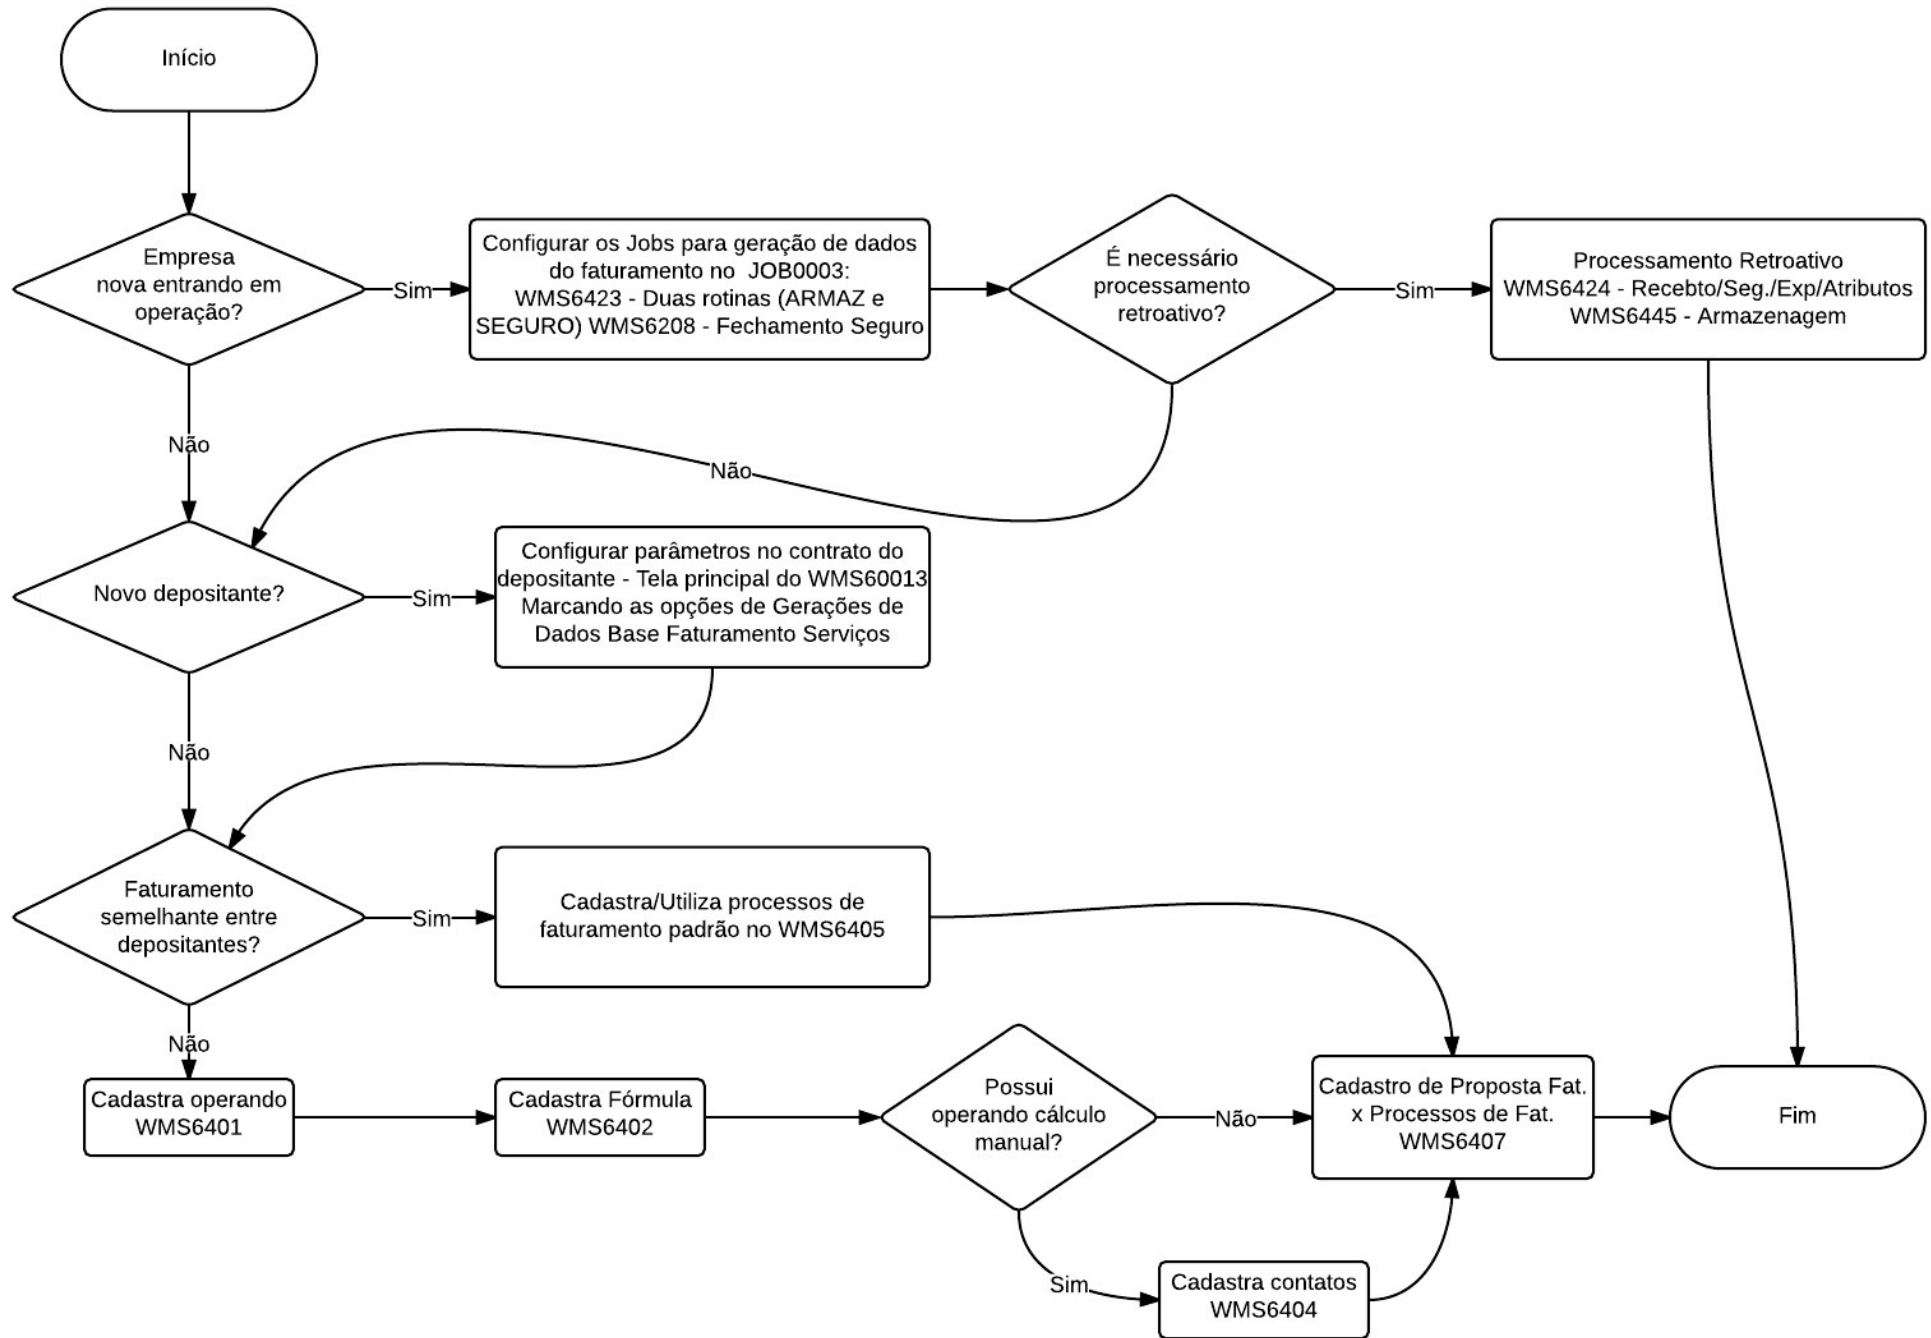 Início
Empresa
nova entrando em
operação?
Sim
Configurar os Jobs para geração de dados
do faturamento no JOB0003:
WMS6423 - Duas rotinas (ARMAZ e
SEGURO) WMS6208 - Fechamento Seguro
É necessário
processamento
retroativo?
Sim
Processamento Retroativo
WMS6424 - Recebto/Seg./Exp/Atributos
WMS6445 - Armazenagem
Não
Não
Novo depositante?
Sim
Configurar parâmetros no contrato do
depositante - Tela principal do WMS60013
Marcando as opções de Gerações de
Dados Base Faturamento Serviços
Não
Faturamento
semelhante entre
depositantes?
Sim
Cadastra/Utiliza processos de
faturamento padrão no WMS6405
Não
Cadastra operando
WMS6401
Cadastra Fórmula
WMS6402
Possui
operando cálculo
manual?
Não
Cadastro de Proposta Fat.
x Processos de Fat.
WMS6407
Fim
Sim
Cadastra contatos
WMS6404